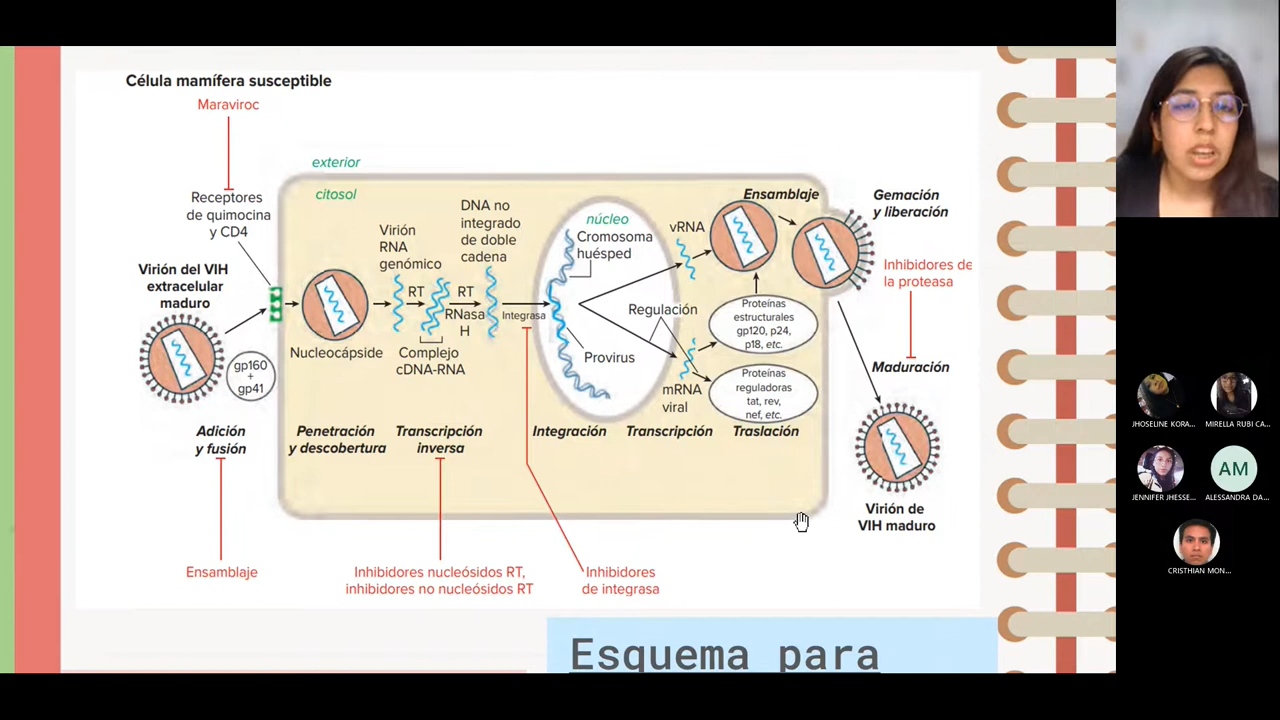 Célula mamífera susceptible
Maraviroc
exterior
citosol
Receptores
de quimocina
y CD4
Virión del VIH
extracelular
maduro
gp160
+
gp41
Nucleocápside
Virión
RNA
genómico
RT
Complejo
cDNA-RNA
RT
RNasa
H
DNA no
integrado
de doble
cadena
Integrasa
núcleo
Cromosoma
huésped
Provirus
Regulación
vRNA
mRNA
viral
Ensamblaje
Proteínas
estructurales
gp120, p24,
p18, etc.
Proteínas
reguladoras
tat, rev,
nef, etc.
Gemación
y liberación
Inhibidores de
la proteasa
Maduración
Virión de
VIH maduro
Adición
y fusión
Penetración
y descobertura
Transcripción
inversa
Integración
Transcripción
Traslación
Ensamblaje
Inhibidores nucleósidos RT,
inhibidores no nucleósidos RT
Inhibidores
de integrasa
Esquema para
JHOSELINE KORA...
MIRELLA RUBI CA...
JENNIFER JHESSE...
AM
ALESSANDRA DA...
CRISTHIAN MON...